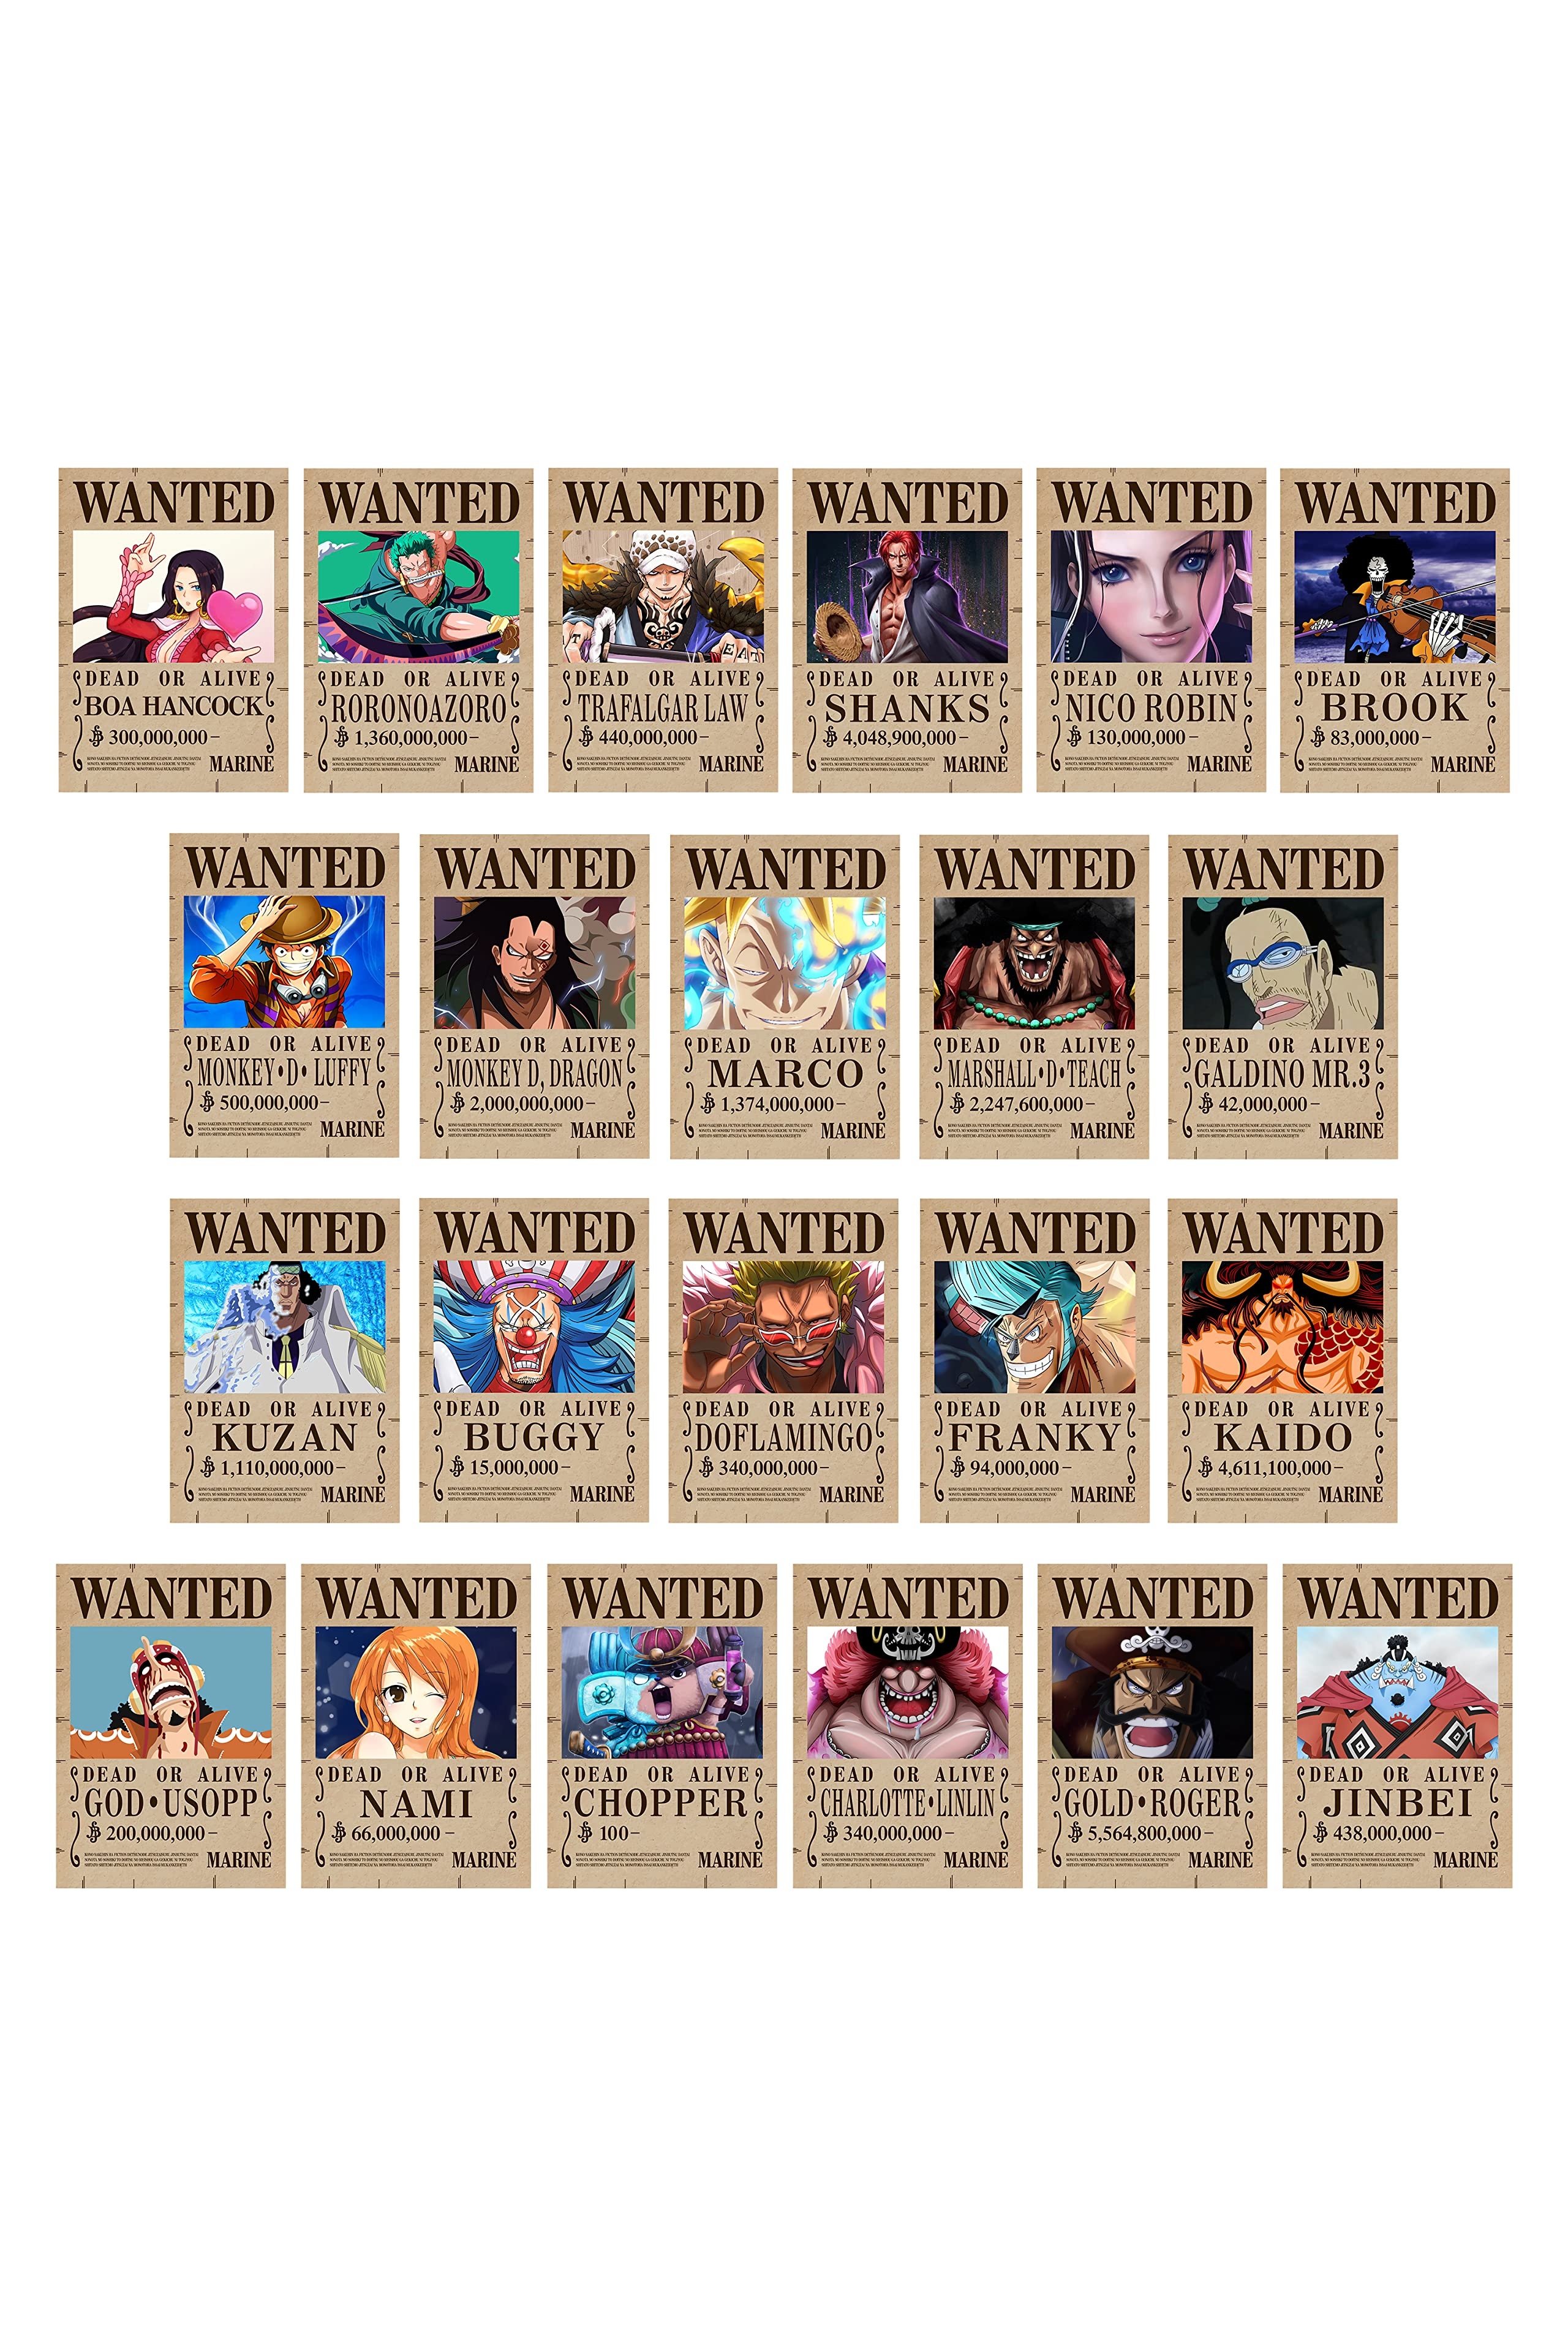 WANTED WANTED WANTED WANTED WANTED WANTED
DEAD OR ALIVE DEAD OR ALIVE DEAD OR ALIVE DEAD OR ALIVE DEAD OR ALIVE DEAD OR ALIVE
BOA HANCOCK RORONOAZORO TRAFALGAR LAW SHANKS NICO ROBIN BROOK
300,000,000- 1,360,000,000- 440,000,000- 4,048,900,000- 130,000,000- 83,000,000-
MARINE MARINE MARINE MARINE MARINE MARINE
WANTED WANTED WANTED WANTED WANTED
DEAD OR ALIVE DEAD OR ALIVE DEAD OR ALIVE DEAD OR ALIVE DEAD OR ALIVE
MONKEY•D•LUFFY MONKEY D, DRAGON MARCO MARSHALL•D•TEACH GALDINO MR.3
500,000,000- 2,000,000,000- 1,374,000,000- 2,247,600,000- 42,000,000-
MARINE MARINE MARINE MARINE MARINE
WANTED WANTED WANTED WANTED WANTED
DEAD OR ALIVE DEAD OR ALIVE DEAD OR ALIVE DEAD OR ALIVE DEAD OR ALIVE
KUZAN BUGGY DOFLAMINGO FRANKY KAIDO
1,110,000,000- 15,000,000- 340,000,000- 94,000,000- 4,611,100,000-
MARINE MARINE MARINE MARINE MARINE
WANTED WANTED WANTED WANTED WANTED WANTED
DEAD OR ALIVE DEAD OR ALIVE DEAD OR ALIVE DEAD OR ALIVE DEAD OR ALIVE DEAD OR ALIVE
GOD•USOPP NAMI CHOPPER CHARLOTTE•LINLIN GOLD•ROGER JINBEI
200,000,000- 66,000,000- 100- 340,000,000- 5,564,800,000- 438,000,000-
MARINE MARINE MARINE MARINE MARINE MARINE